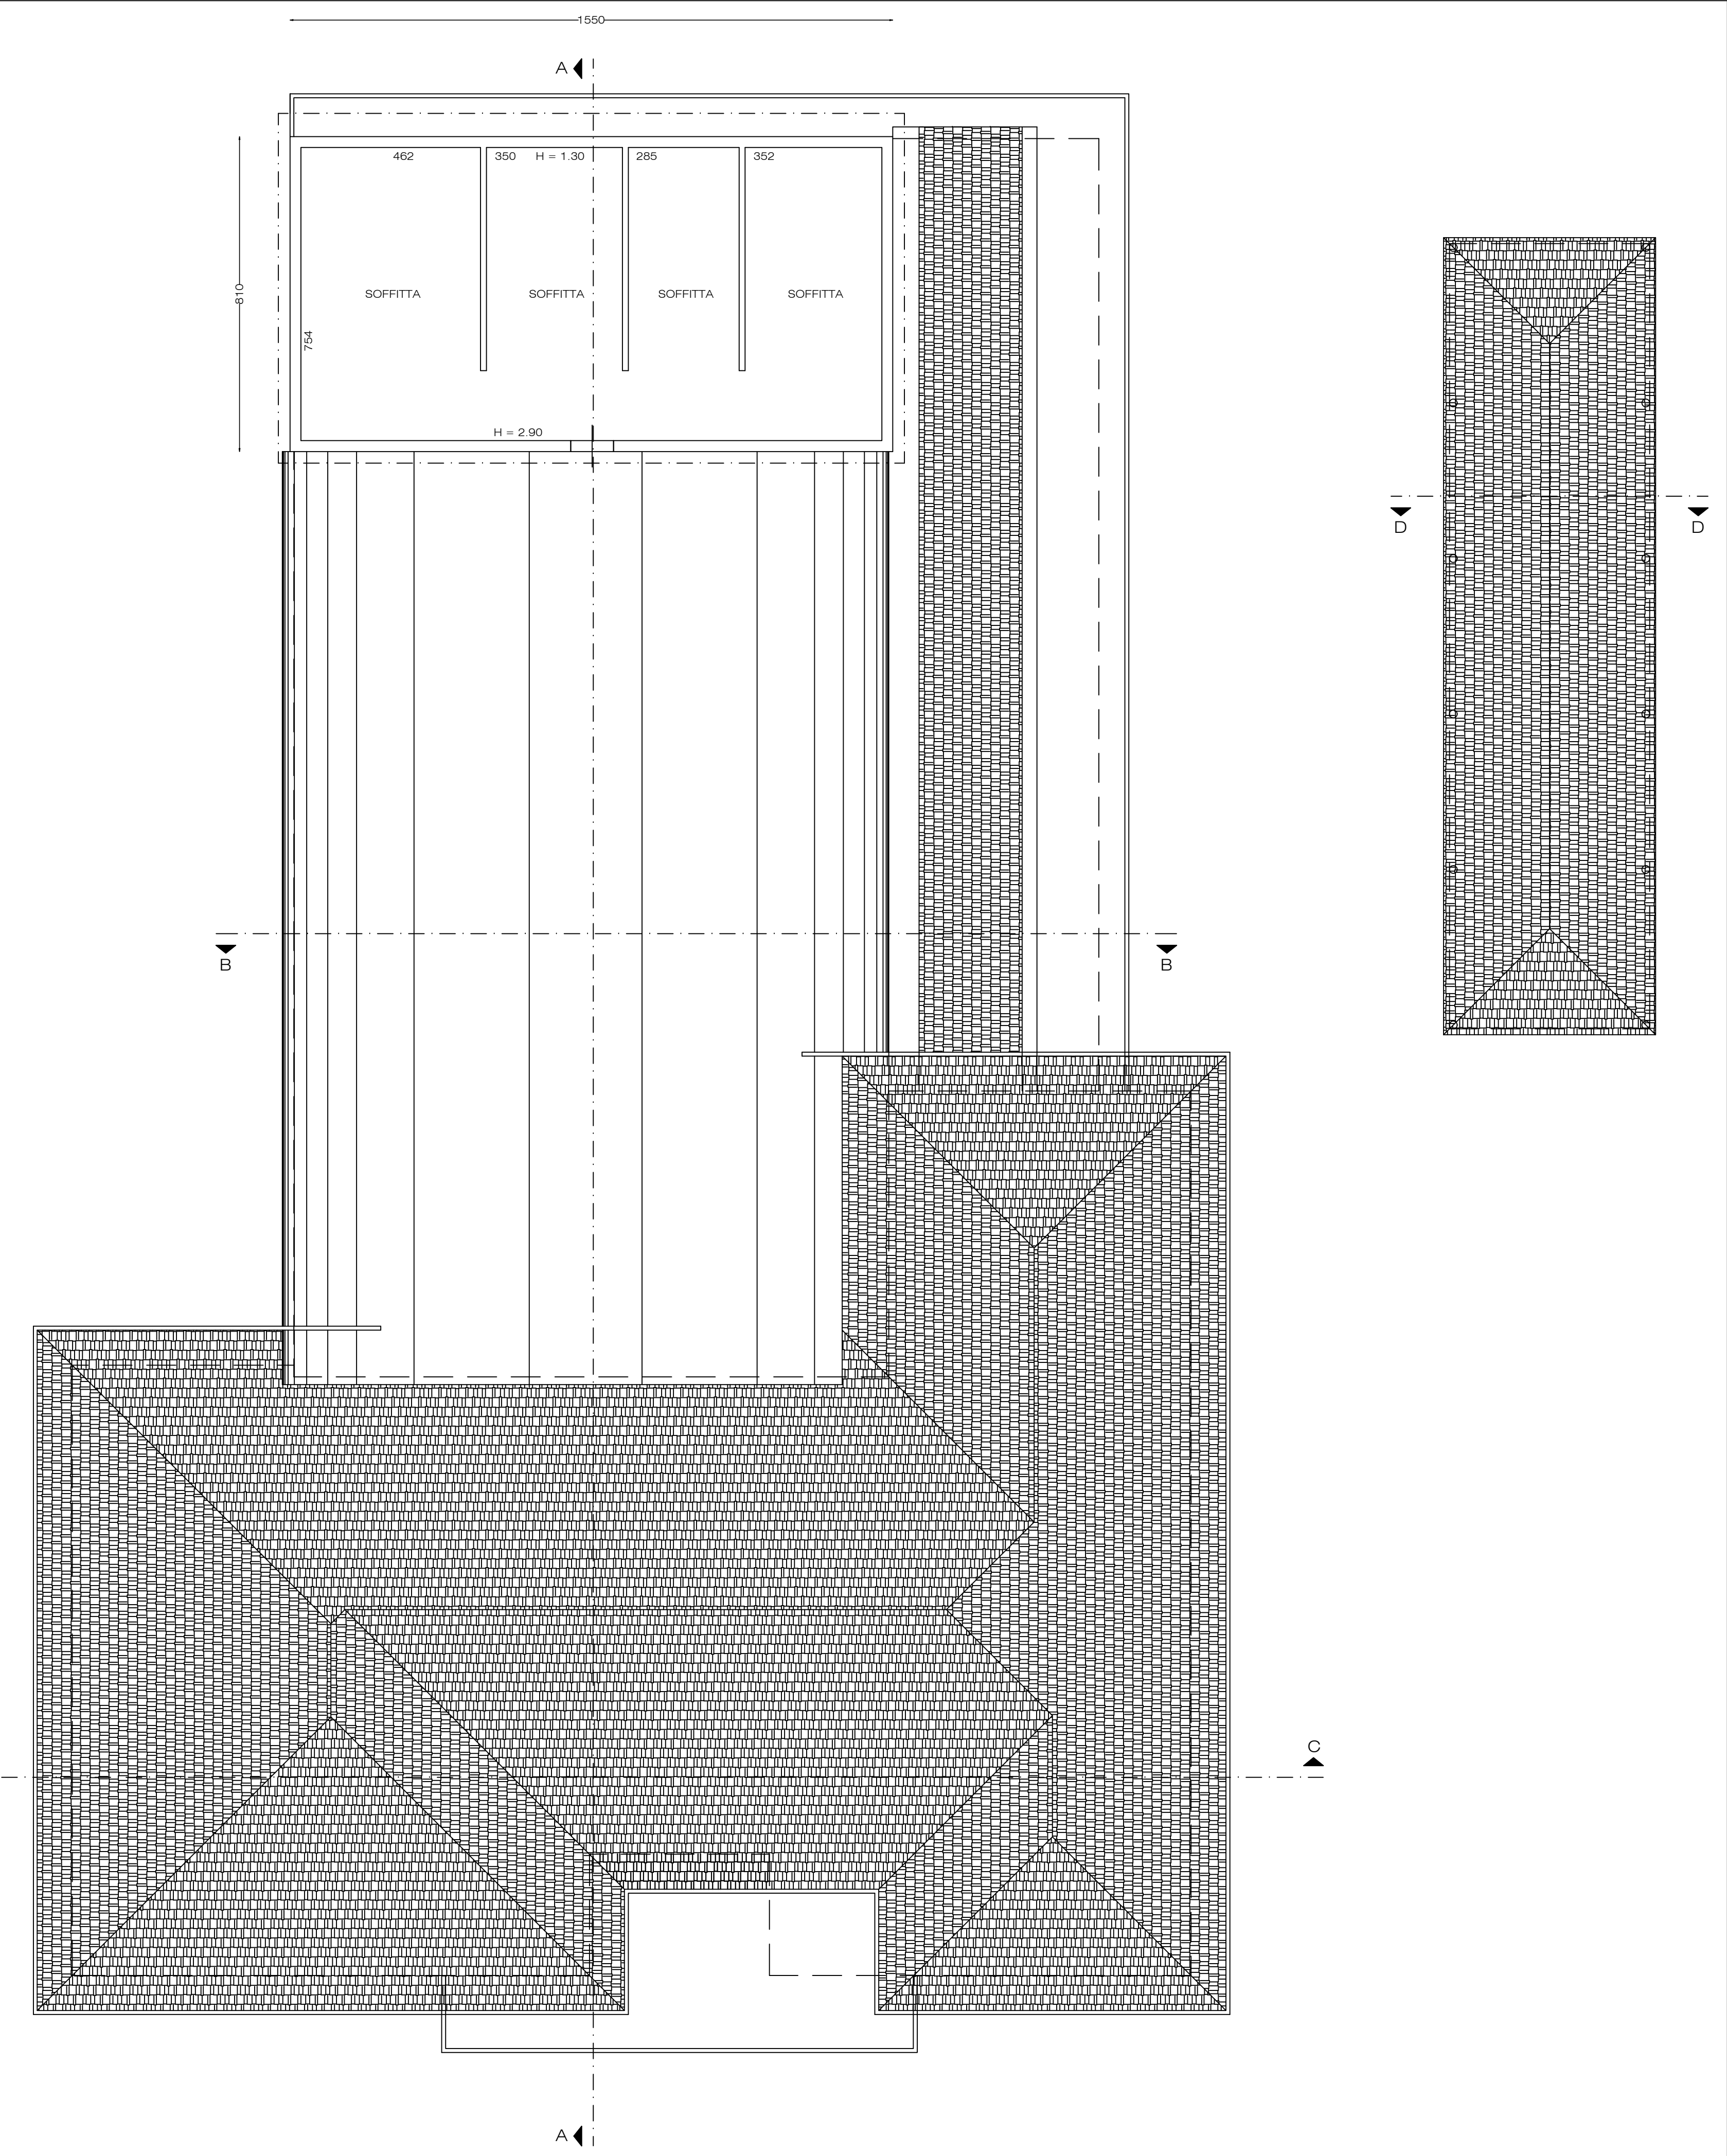 1550
A
462 350 H = 1.30 285 352
810
SOFFITTA SOFFITTA SOFFITTA SOFFITTA
754
H = 2.90
D D
B B
C
A